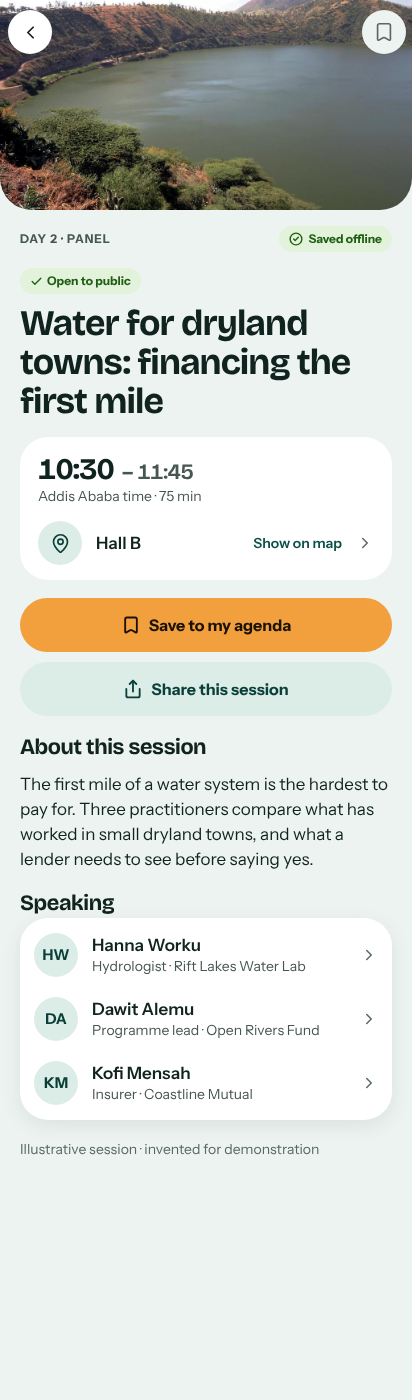 DAY 2 · PANEL
Saved offline
Open to public
Water for dryland
towns: financing the
first mile
10:30 – 11:45
Addis Ababa time · 75 min
Hall B
Show on map
Save to my agenda
Share this session
About this session
The first mile of a water system is the hardest to
pay for. Three practitioners compare what has
worked in small dryland towns, and what a
lender needs to see before saying yes.
Speaking
HW
Hanna Worku
Hydrologist · Rift Lakes Water Lab
DA
Dawit Alemu
Programme lead · Open Rivers Fund
KM
Kofi Mensah
Insurer · Coastline Mutual
Illustrative session · invented for demonstration